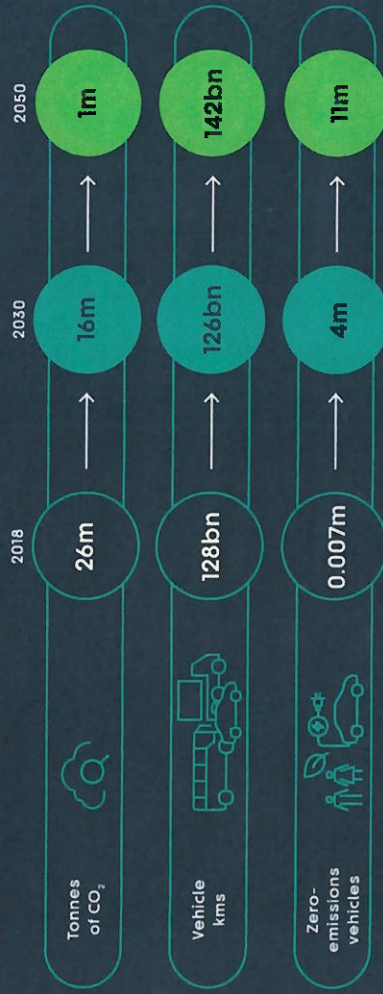 2018
2030
2050
Tonnes
of CO₂
26m
16m
1m
Vehicle
kms
128bn
126bn
142bn
Zero-
emissions
vehicles
0.007m
4m
11m